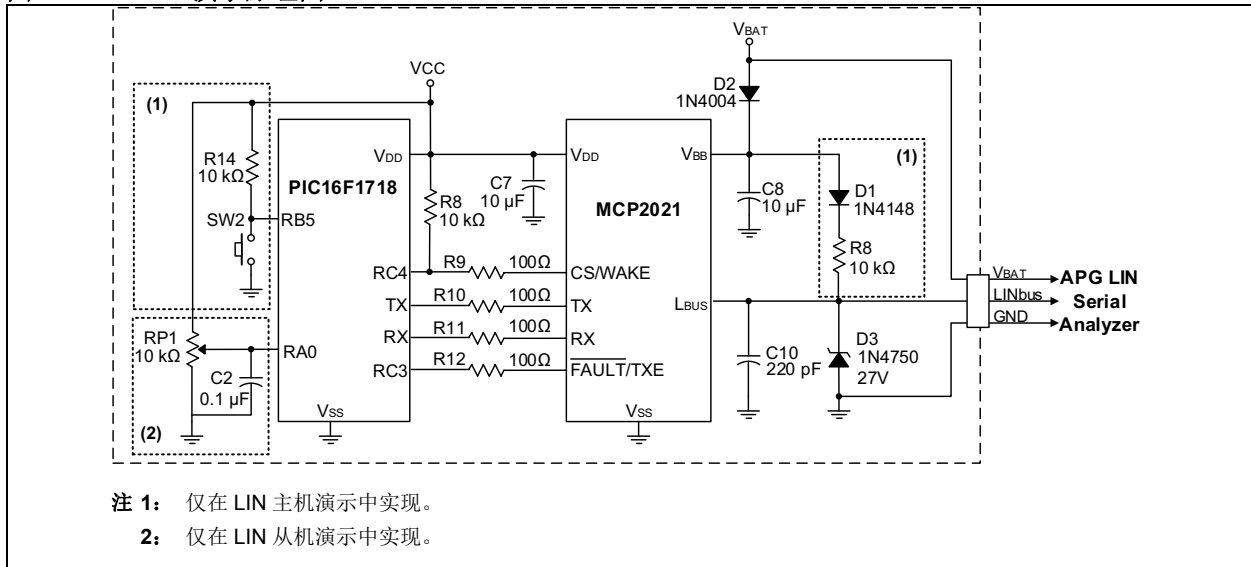 VBAT
VCC
D2
1N4004
(1)
R14
10 kΩ
SW2
RB5
PIC16F1718
VDD
R8
10 kΩ
C7
10 µF
VDD
MCP2021
VBB
C8
10 µF
(1)
D1
1N4148
R8
10 kΩ
RC4
R9
100Ω
CS/WAKE
TX
R10
100Ω
TX
RX
R11
100Ω
RX
RC3
R12
100Ω
FAULT/TXE
LBUS
VBAT
APG LIN
LINbus
Serial
GND
Analyzer
RP1
10 kΩ
RA0
C2
0.1 µF
(2)
VSS
VSS
C10
220 pF
D3
1N4750
27V
注 1： 仅在 LIN 主机演示中实现。
2： 仅在 LIN 从机演示中实现。